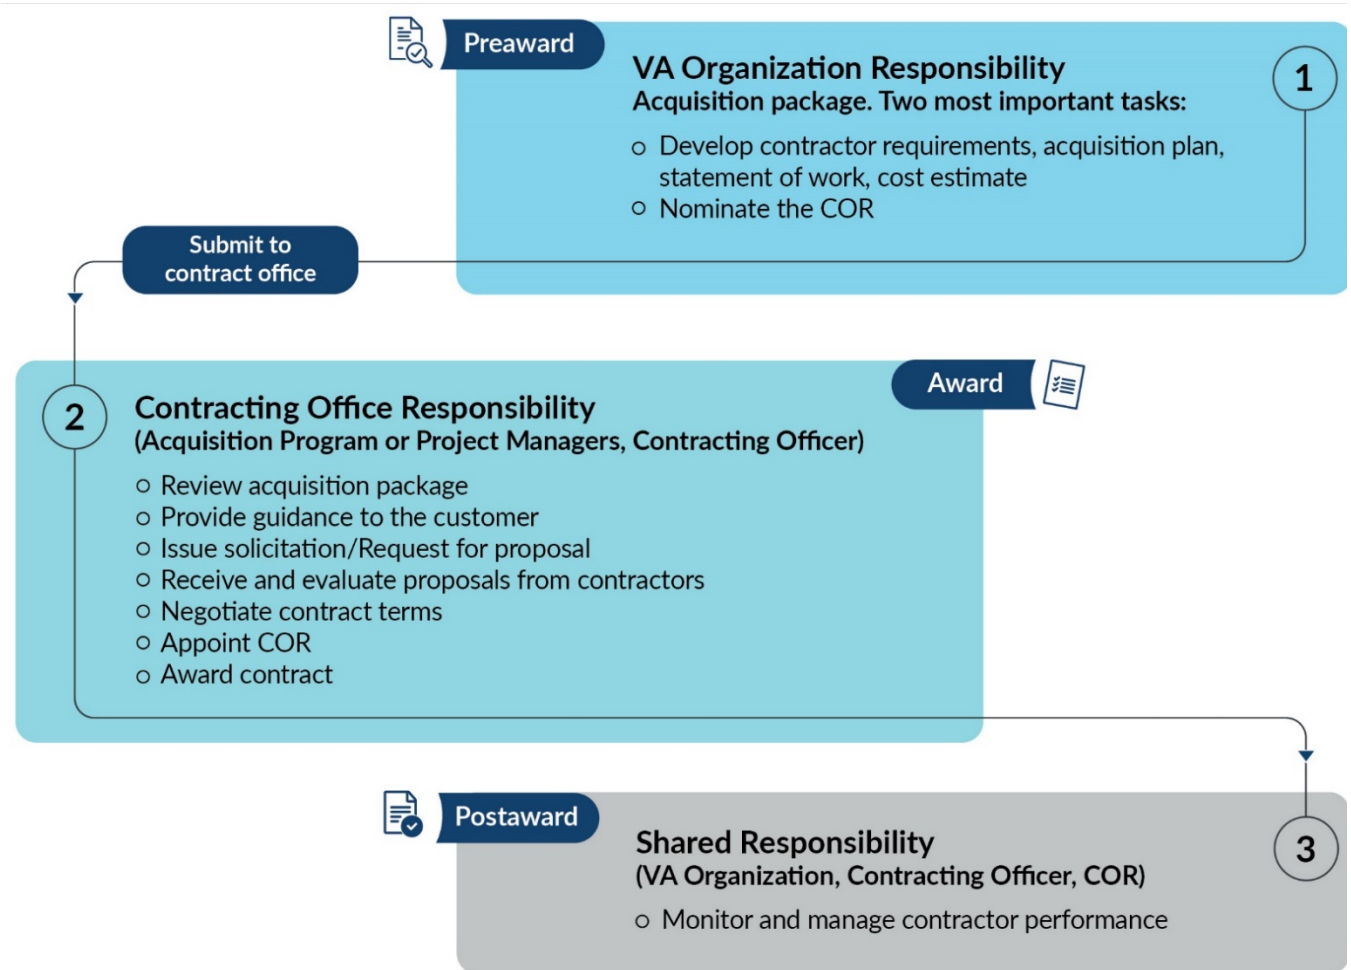 Preaward
1
VA Organization Responsibility
Acquisition package. Two most important tasks:
○ Develop contractor requirements, acquisition plan,
statement of work, cost estimate
○ Nominate the COR
Submit to
contract office
Award
2
Contracting Office Responsibility
(Acquisition Program or Project Managers, Contracting Officer)
○ Review acquisition package
○ Provide guidance to the customer
○ Issue solicitation/Request for proposal
○ Receive and evaluate proposals from contractors
○ Negotiate contract terms
○ Appoint COR
○ Award contract
Postaward
3
Shared Responsibility
(VA Organization, Contracting Officer, COR)
○ Monitor and manage contractor performance